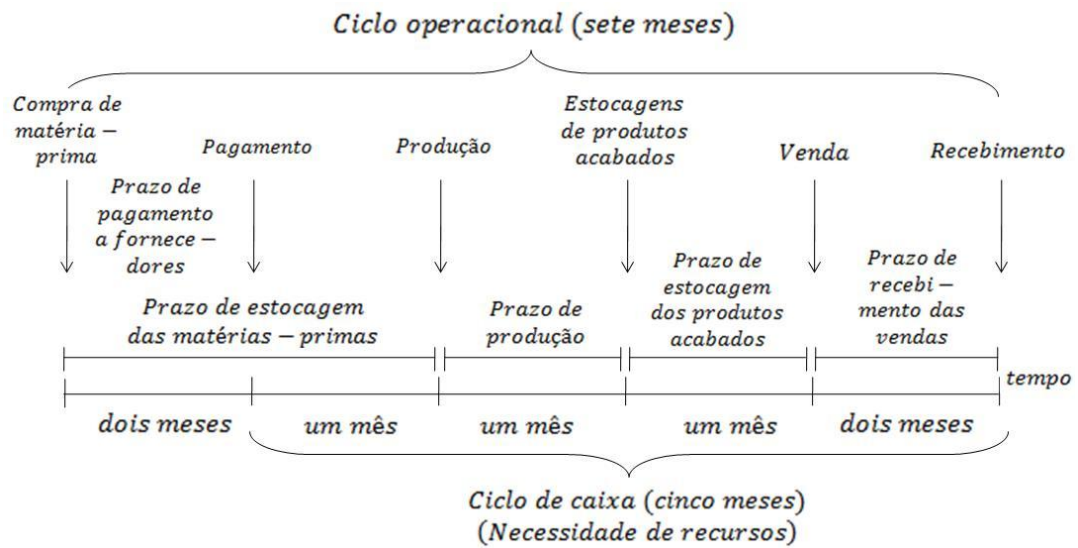 Ciclo operacional (sete meses)
Compra de
matéria –
prima
Pagamento
Produção
Estocagens
de produtos
acabados
Venda
Recebimento
Prazo de
pagamento
a fornece –
dores
Prazo de estocagem
das matérias – primas
Prazo de
produção
Prazo de
estocagem
dos produtos
acabados
Prazo de
recebi –
mento das
vendas
tempo
dois meses
um mês
um mês
um mês
dois meses
Ciclo de caixa (cinco meses)
(Necessidade de recursos)